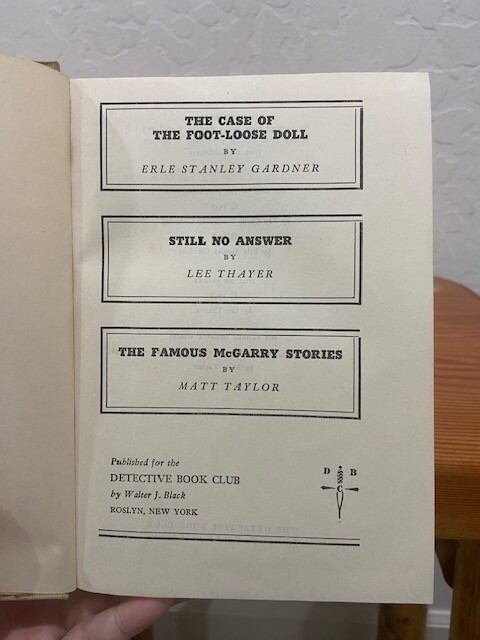 THE CASE OF
THE FOOT-LOOSE DOLL
BY
ERLE STANLEY GARDNER
STILL NO ANSWER
BY
LEE THAYER
THE FAMOUS McGARRY STORIES
BY
MATT TAYLOR
Published for the
DETECTIVE BOOK CLUB
by Walter J. Black
ROSLYN, NEW YORK
D B
C